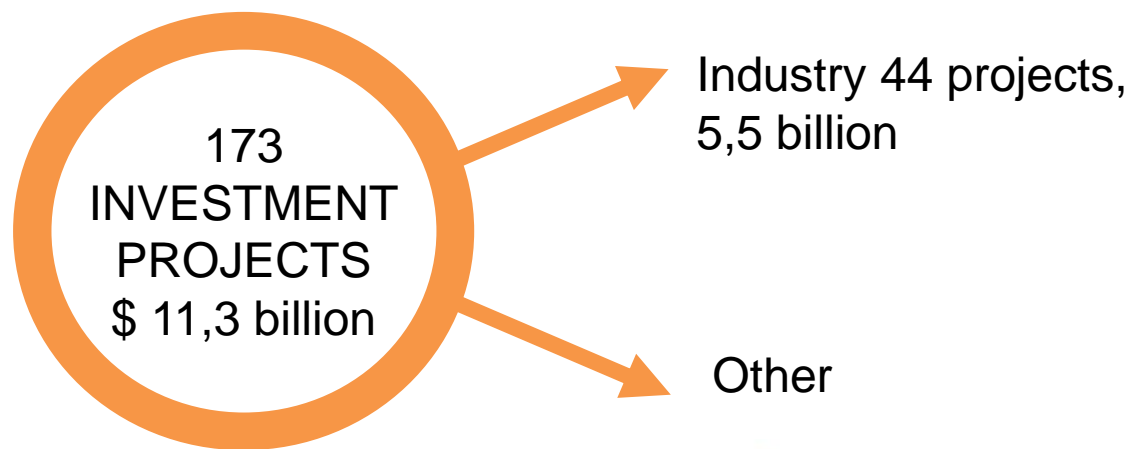 173
INVESTMENT
PROJECTS
$ 11,3 billion
Industry 44 projects,
5,5 billion
Other